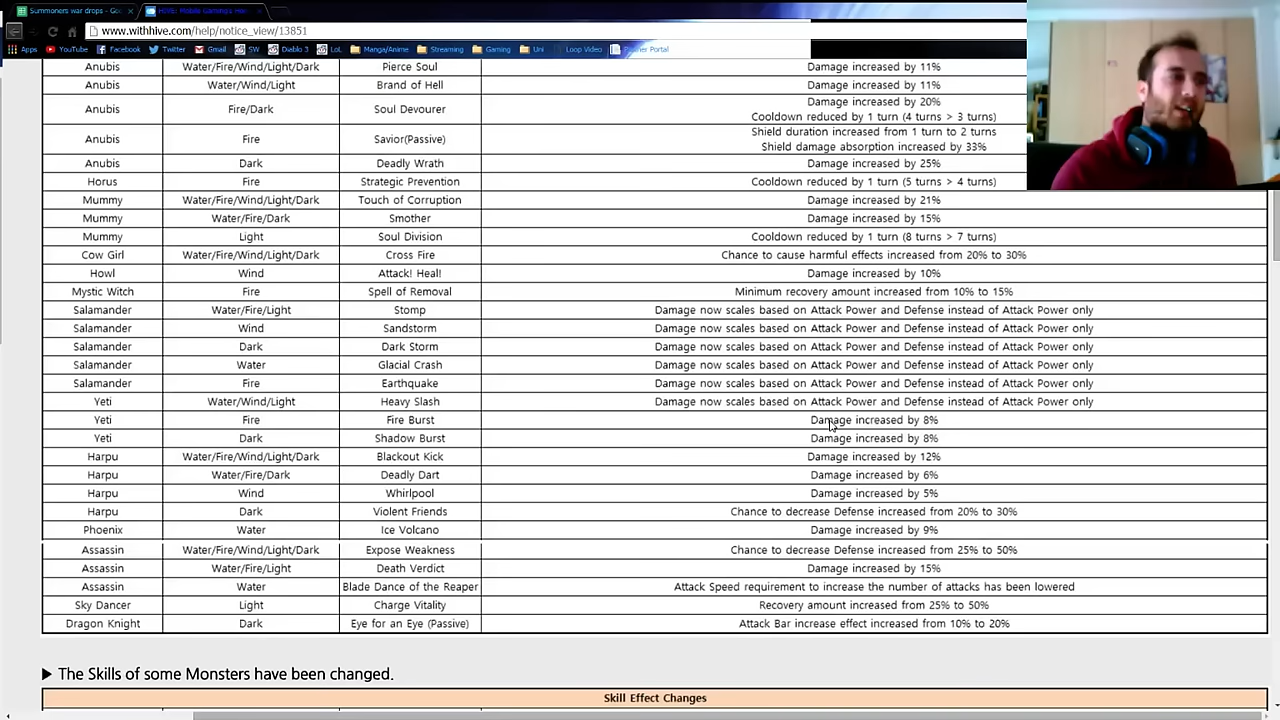 Summoners war drops - Goo
HIVE: Mobile Gaming's He
www.withhive.com/help/notice_view/13851
Apps YouTube Facebook Twitter Gmail SW Diablo 3 LoL Manga/Anime Streaming Gaming Uni Loop Video Portal
Anubis Water/Fire/Wind/Light/Dark Pierce Soul Damage increased by 11%
Anubis Water/Wind/Light Brand of Hell Damage increased by 11%
Anubis Fire/Dark Soul Devourer Damage increased by 20%
Cooldown reduced by 1 turn (4 turns > 3 turns)
Anubis Fire Savior(Passive) Shield duration increased from 1 turn to 2 turns
Shield damage absorption increased by 33%
Anubis Dark Deadly Wrath Damage increased by 25%
Horus Fire Strategic Prevention Cooldown reduced by 1 turn (5 turns > 4 turns)
Mummy Water/Fire/Wind/Light/Dark Touch of Corruption Damage increased by 21%
Mummy Water/Fire/Dark Smother Damage increased by 15%
Mummy Light Soul Division Cooldown reduced by 1 turn (8 turns > 7 turns)
Cow Girl Water/Fire/Wind/Light/Dark Cross Fire Chance to cause harmful effects increased from 20% to 30%
Howl Wind Attack! Heal! Damage increased by 10%
Mystic Witch Fire Spell of Removal Minimum recovery amount increased from 10% to 15%
Salamander Water/Fire/Light Stomp Damage now scales based on Attack Power and Defense instead of Attack Power only
Salamander Wind Sandstorm Damage now scales based on Attack Power and Defense instead of Attack Power only
Salamander Dark Dark Storm Damage now scales based on Attack Power and Defense instead of Attack Power only
Salamander Water Glacial Crash Damage now scales based on Attack Power and Defense instead of Attack Power only
Salamander Fire Earthquake Damage now scales based on Attack Power and Defense instead of Attack Power only
Yeti Water/Wind/Light Heavy Slash Damage now scales based on Attack Power and Defense instead of Attack Power only
Yeti Fire Fire Burst Damage increased by 8%
Yeti Dark Shadow Burst Damage increased by 8%
Harpu Water/Fire/Wind/Light/Dark Blackout Kick Damage increased by 12%
Harpu Water/Fire/Dark Deadly Dart Damage increased by 6%
Harpu Wind Whirlpool Damage increased by 5%
Harpu Dark Violent Friends Chance to decrease Defense increased from 20% to 30%
Phoenix Water Ice Volcano Damage increased by 9%
Assassin Water/Fire/Wind/Light/Dark Expose Weakness Chance to decrease Defense increased from 25% to 50%
Assassin Water/Fire/Light Death Verdict Damage increased by 15%
Assassin Water Blade Dance of the Reaper Attack Speed requirement to increase the number of attacks has been lowered
Sky Dancer Light Charge Vitality Recovery amount increased from 25% to 50%
Dragon Knight Dark Eye for an Eye (Passive) Attack Bar increase effect increased from 10% to 20%
▶ The Skills of some Monsters have been changed.
Skill Effect Changes